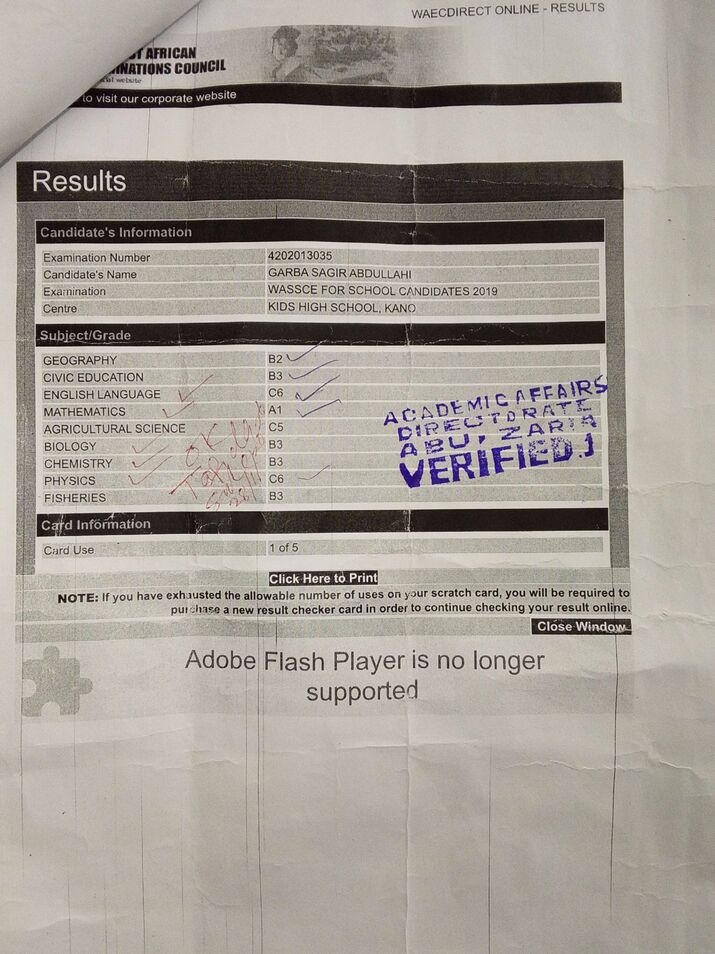 WAECDIRECT ONLINE - RESULTS
AFRICAN
COUNCIL
website
to visit our corporate website
Results
Candidate's Information
Examination Number 4202013035
Candidate's Name GARBA SAGIR ABDULLAHI
Examination WASSCE FOR SCHOOL CANDIDATES 2019
Centre KIDS HIGH SCHOOL, KANO
Subject/Grade
GEOGRAPHY B2
CIVIC EDUCATION B3
ENGLISH LANGUAGE C6
MATHEMATICS A1
AGRICULTURAL SCIENCE C5
BIOLOGY B3
CHEMISTRY B3
PHYSICS C6
FISHERIES B3
OK
ACADEMIC AFFAIRS
DIRECTORATE
ABU, ZARIA
VERIFIED.1
Card Information
Card Use 1 of 5
Click Here to Print
NOTE: If you have exhausted the allowable number of uses on your scratch card, you will be required to
purchase a new result checker card in order to continue checking your result online.
Close Window
Adobe Flash Player is no longer
supported